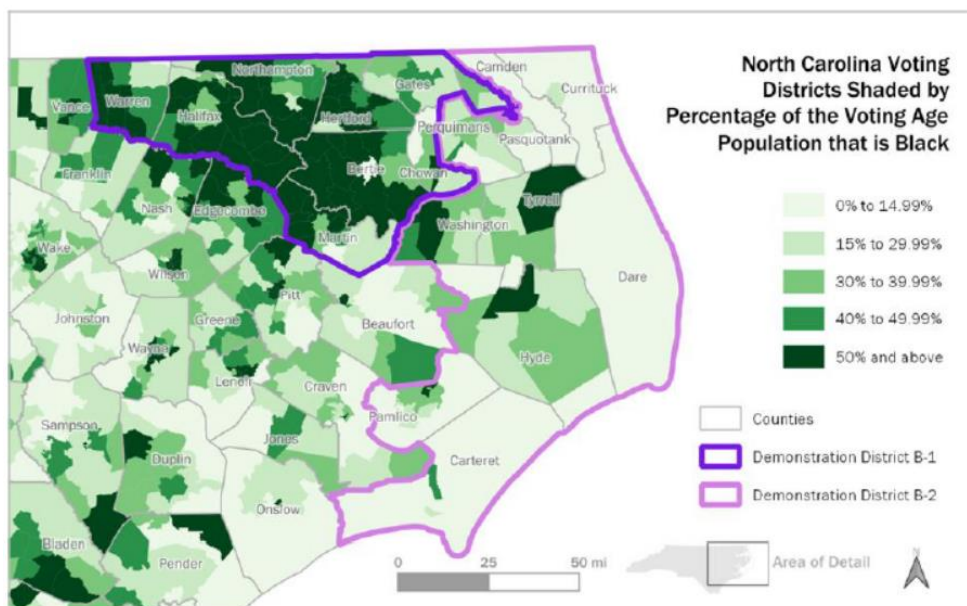 North Carolina Voting
Districts Shaded by
Percentage of the Voting Age
Population that is Black
0% to 14.99%
15% to 29.99%
30% to 39.99%
40% to 49.99%
50% and above
Counties
Demonstration District B-1
Demonstration District B-2
Area of Detail
0 25 50 mi
Northampton
Camden
Currituck
Gates
Vance
Warren
Halifax
Hertford
Perquimans
Pasquotank
Franklin
Bertie
Chowan
Nash
Edgecombe
Tyrrell
Martin
Washington
Wake
Wilson
Dare
Pitt
Johnston
Greene
Beaufort
Wayne
Hyde
Lenoir
Craven
Pamlico
Sampson
Jones
Duplin
Carteret
Onslow
Bladen
Pender